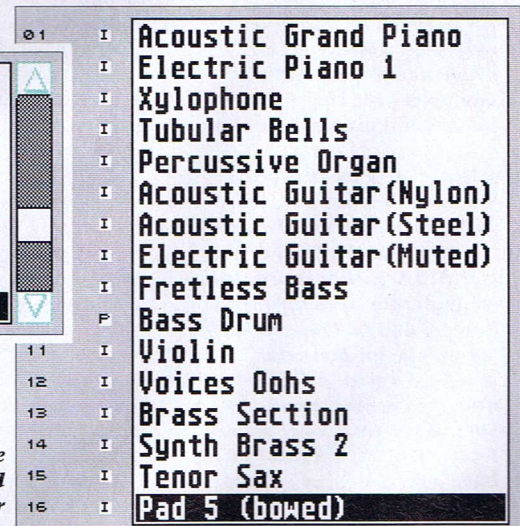 01 I Acoustic Grand Piano
I Electric Piano 1
I Xylophone
I Tubular Bells
I Percussive Organ
I Acoustic Guitar(Nylon)
I Acoustic Guitar(Steel)
I Electric Guitar(Muted)
I Fretless Bass
P Bass Drum
11 I Violin
12 I Voices Oohs
13 I Brass Section
14 I Synth Brass 2
15 I Tenor Sax
16 I Pad 5 (bowed)